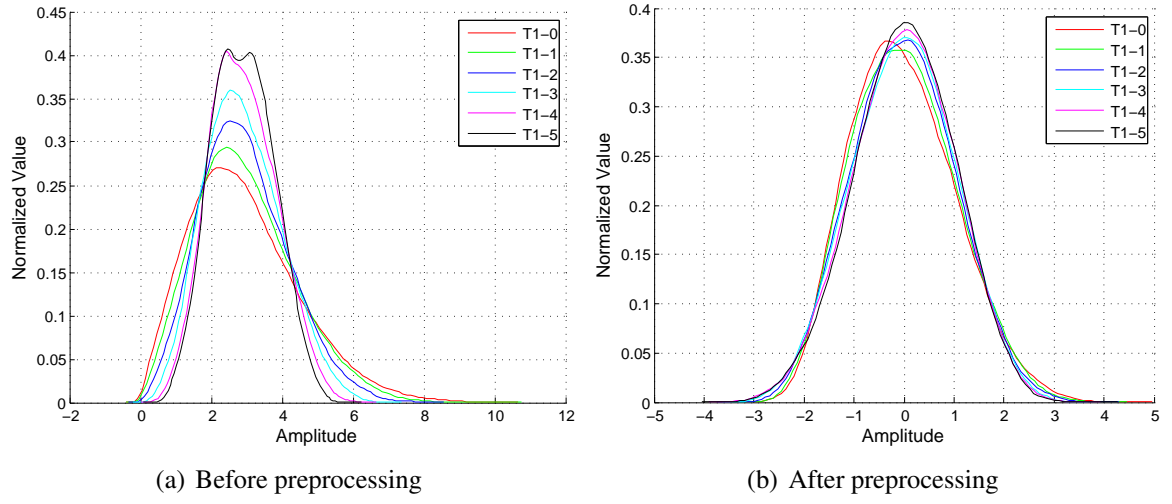 0.45
0.4
0.35
0.3
0.25
0.2
0.15
0.1
0.05
0
Normalized Value
−2
0
2
4
6
8
10
12
Amplitude
T1−0
T1−1
T1−2
T1−3
T1−4
T1−5
(a) Before preprocessing
0.4
0.35
0.3
0.25
0.2
0.15
0.1
0.05
0
Normalized Value
−5
−4
−3
−2
−1
0
1
2
3
4
5
Amplitude
T1−0
T1−1
T1−2
T1−3
T1−4
T1−5
(b) After preprocessing